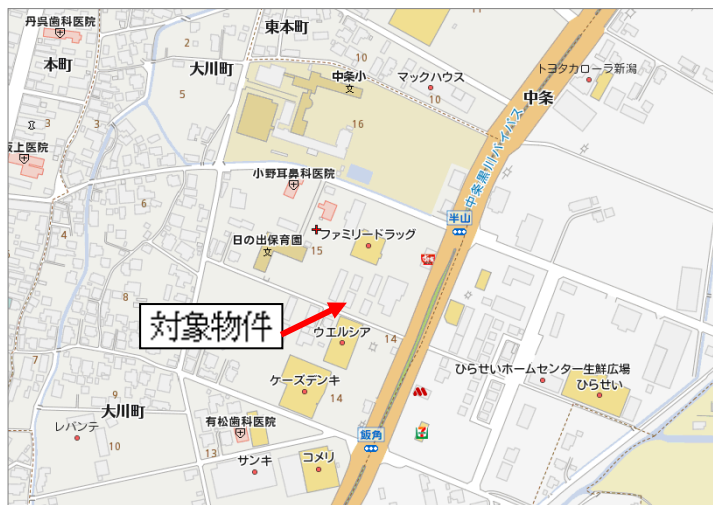 丹呉歯科医院
東本町
本町
大川町
10
中条小
マックハウス
10
中条
トヨタカローラ新潟
5
3
3
16
中条黒川バイパス
小野耳鼻科医院
4
半山
ファミリードラッグ
日の出保育園
15
6
8
対象物件
ウエルシア
14
7
ケーズデンキ
14
ひらせいホームセンター生鮮広場
ひらせい
9
大川町
レバンテ
10
有松歯科医院
13
サンキ
コメリ
飯角
7